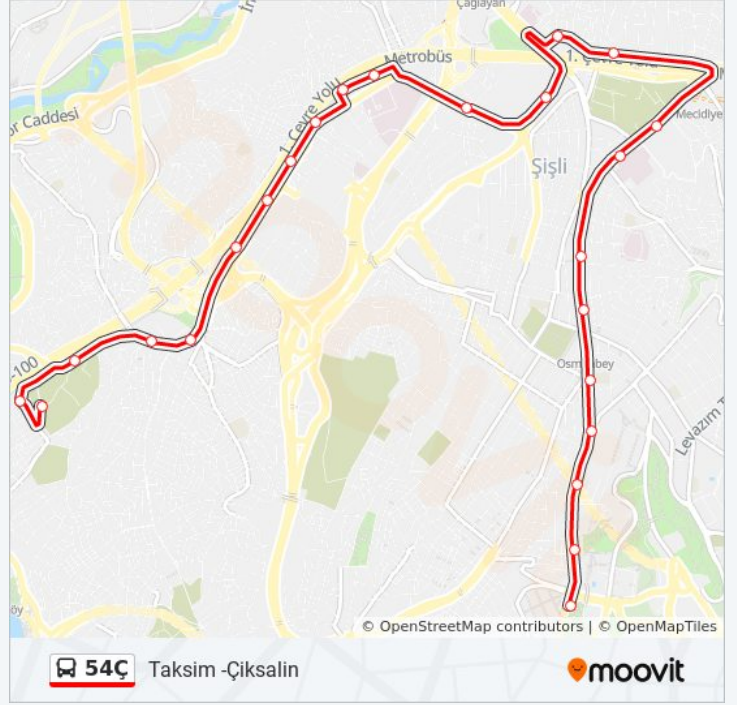 Çağlayan
Metrobüs
1. Çevre Yolu
1. Çevre Yolu
or Caddesi
Mecidiye
Şişli
-100
Levazım T
öy
© OpenStreetMap contributors | © OpenMapTiles
54Ç Taksim -Çiksalin
moovit